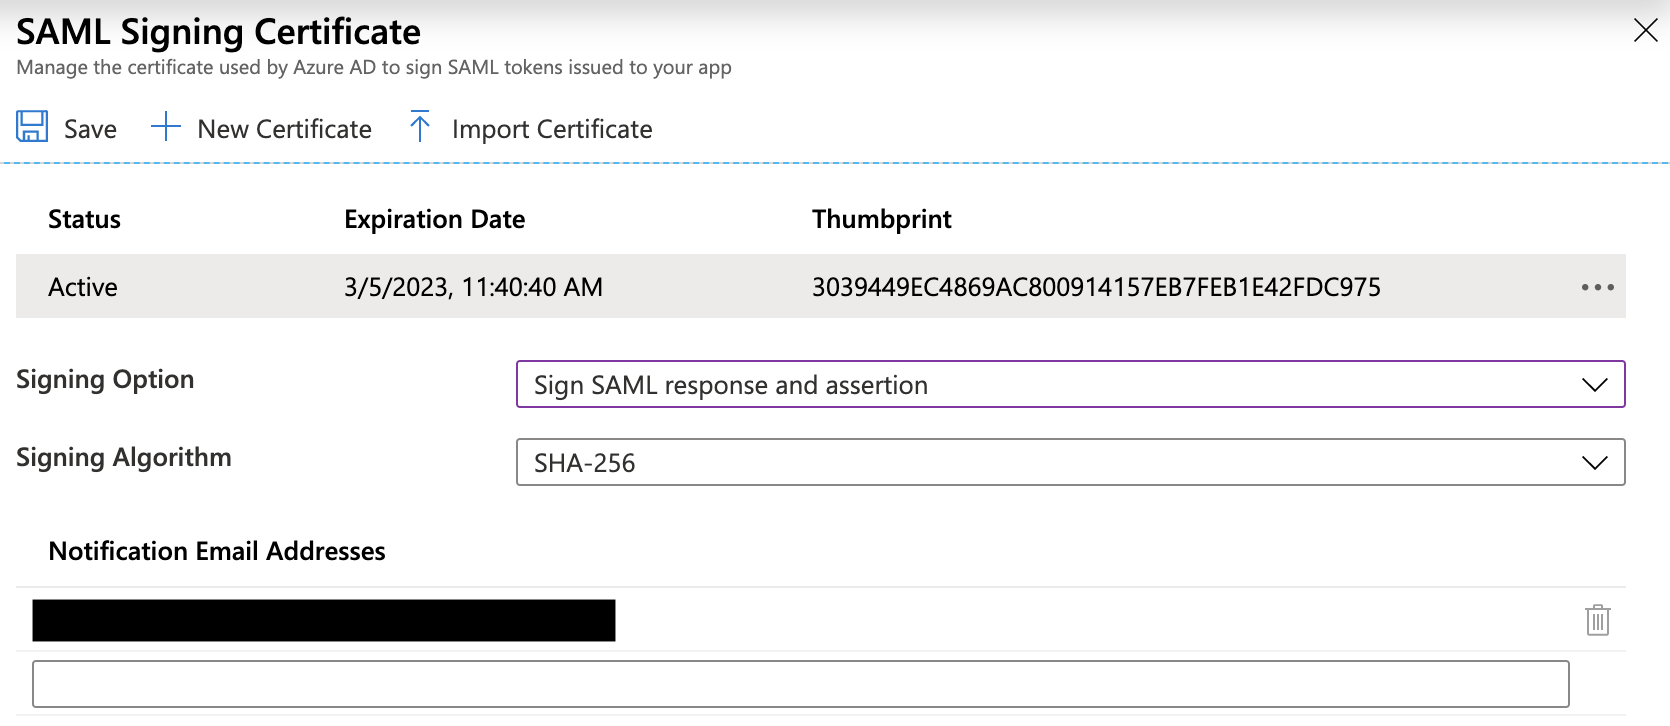 SAML Signing Certificate
Manage the certificate used by Azure AD to sign SAML tokens issued to your app
Save New Certificate Import Certificate
Status Expiration Date Thumbprint
Active 3/5/2023, 11:40:40 AM 3039449EC4869AC800914157EB7FEB1E42FDC975
Signing Option Sign SAML response and assertion
Signing Algorithm SHA-256
Notification Email Addresses